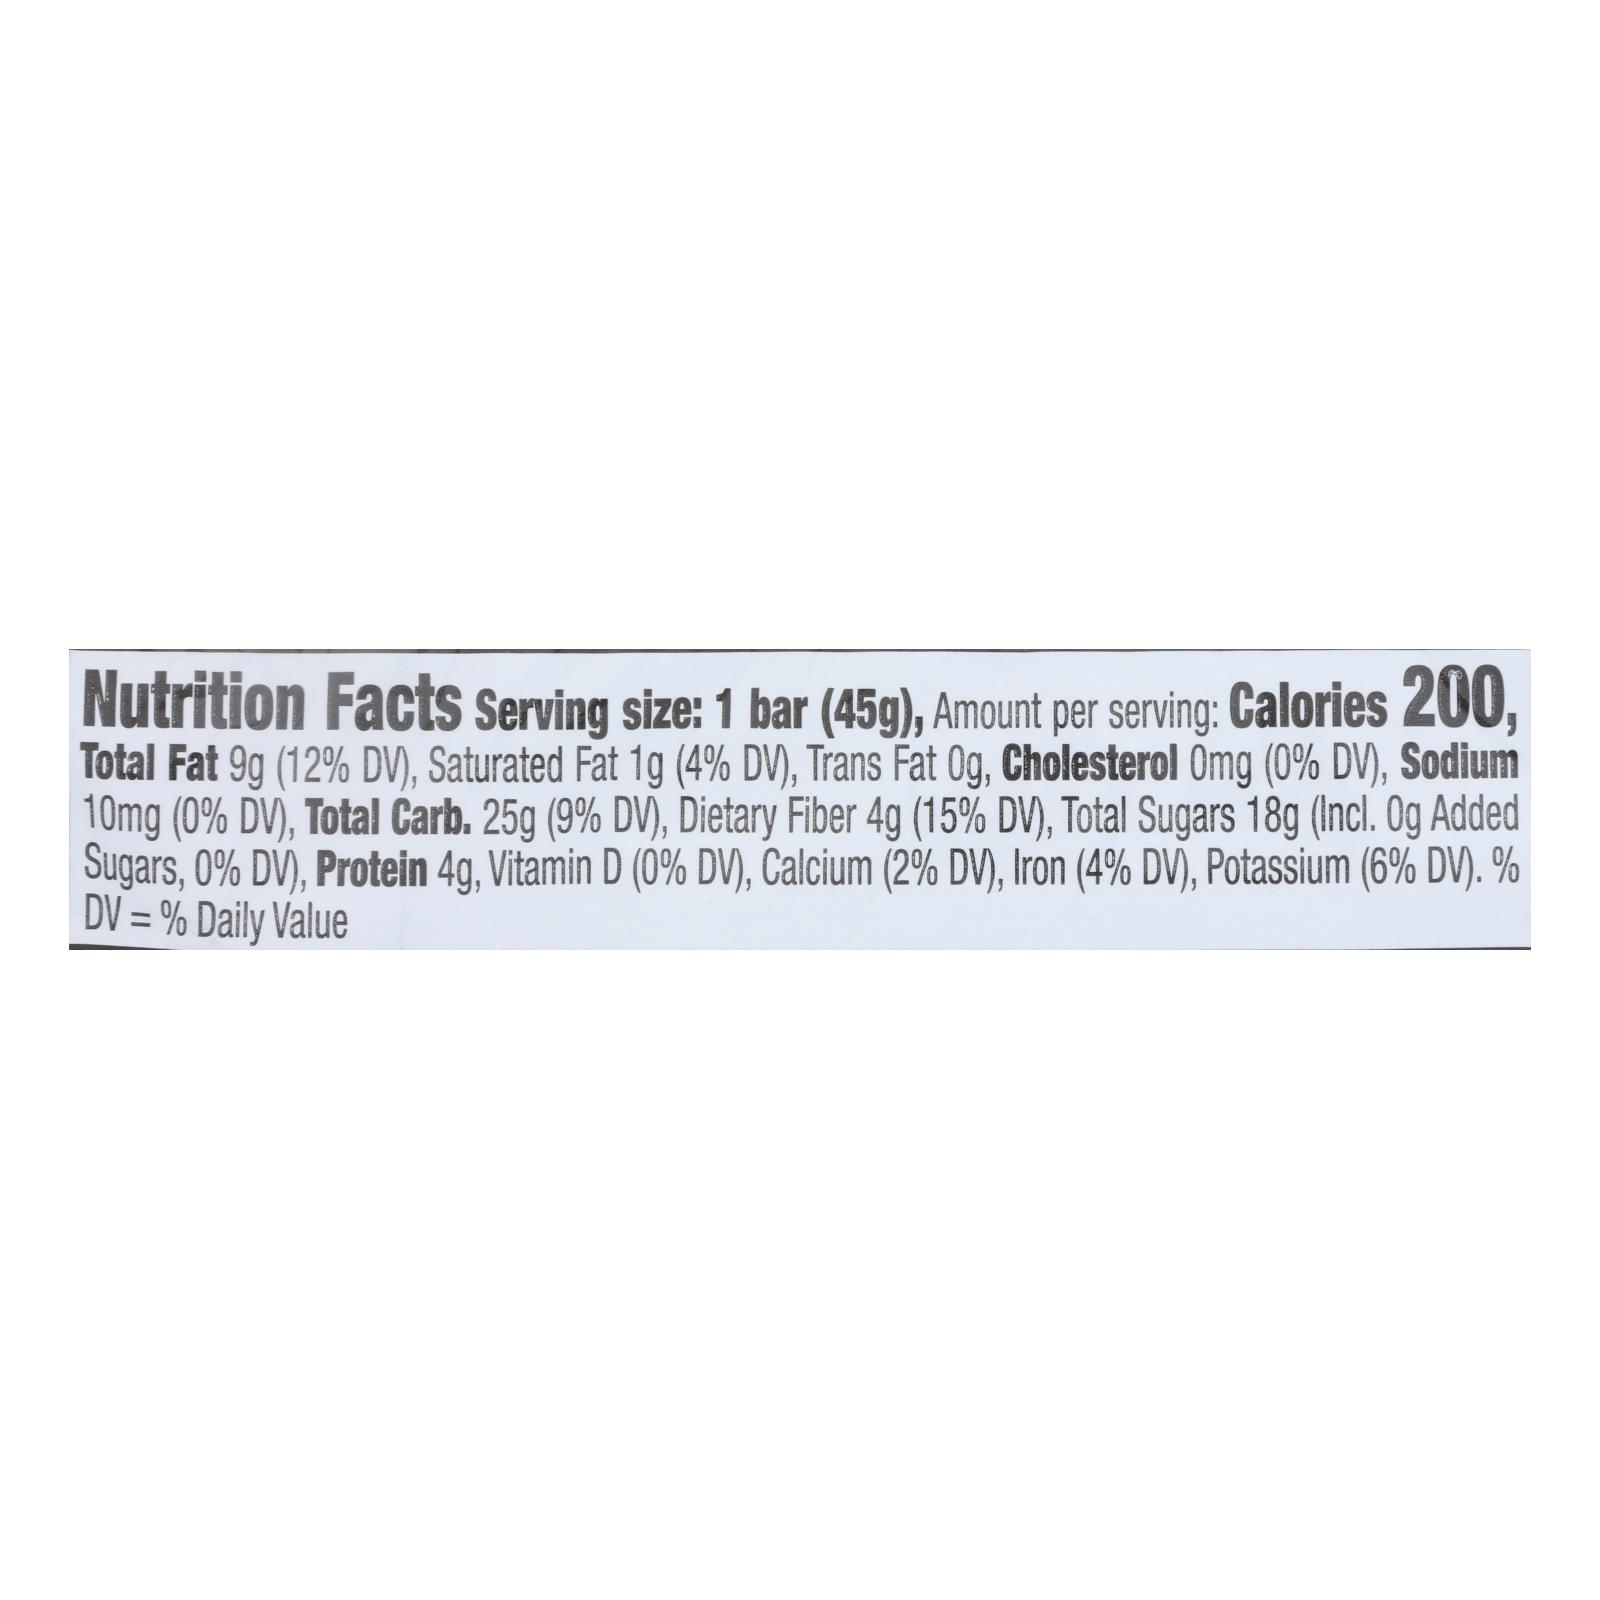 Nutrition Facts Serving size: 1 bar (45g), Amount per serving: Calories 200,
Total Fat 9g (12% DV), Saturated Fat 1g (4% DV), Trans Fat 0g, Cholesterol 0mg (0% DV), Sodium
10mg (0% DV), Total Carb. 25g (9% DV), Dietary Fiber 4g (15% DV), Total Sugars 18g (Incl. 0g Added
Sugars, 0% DV), Protein 4g, Vitamin D (0% DV), Calcium (2% DV), Iron (4% DV), Potassium (6% DV). %
DV = % Daily Value